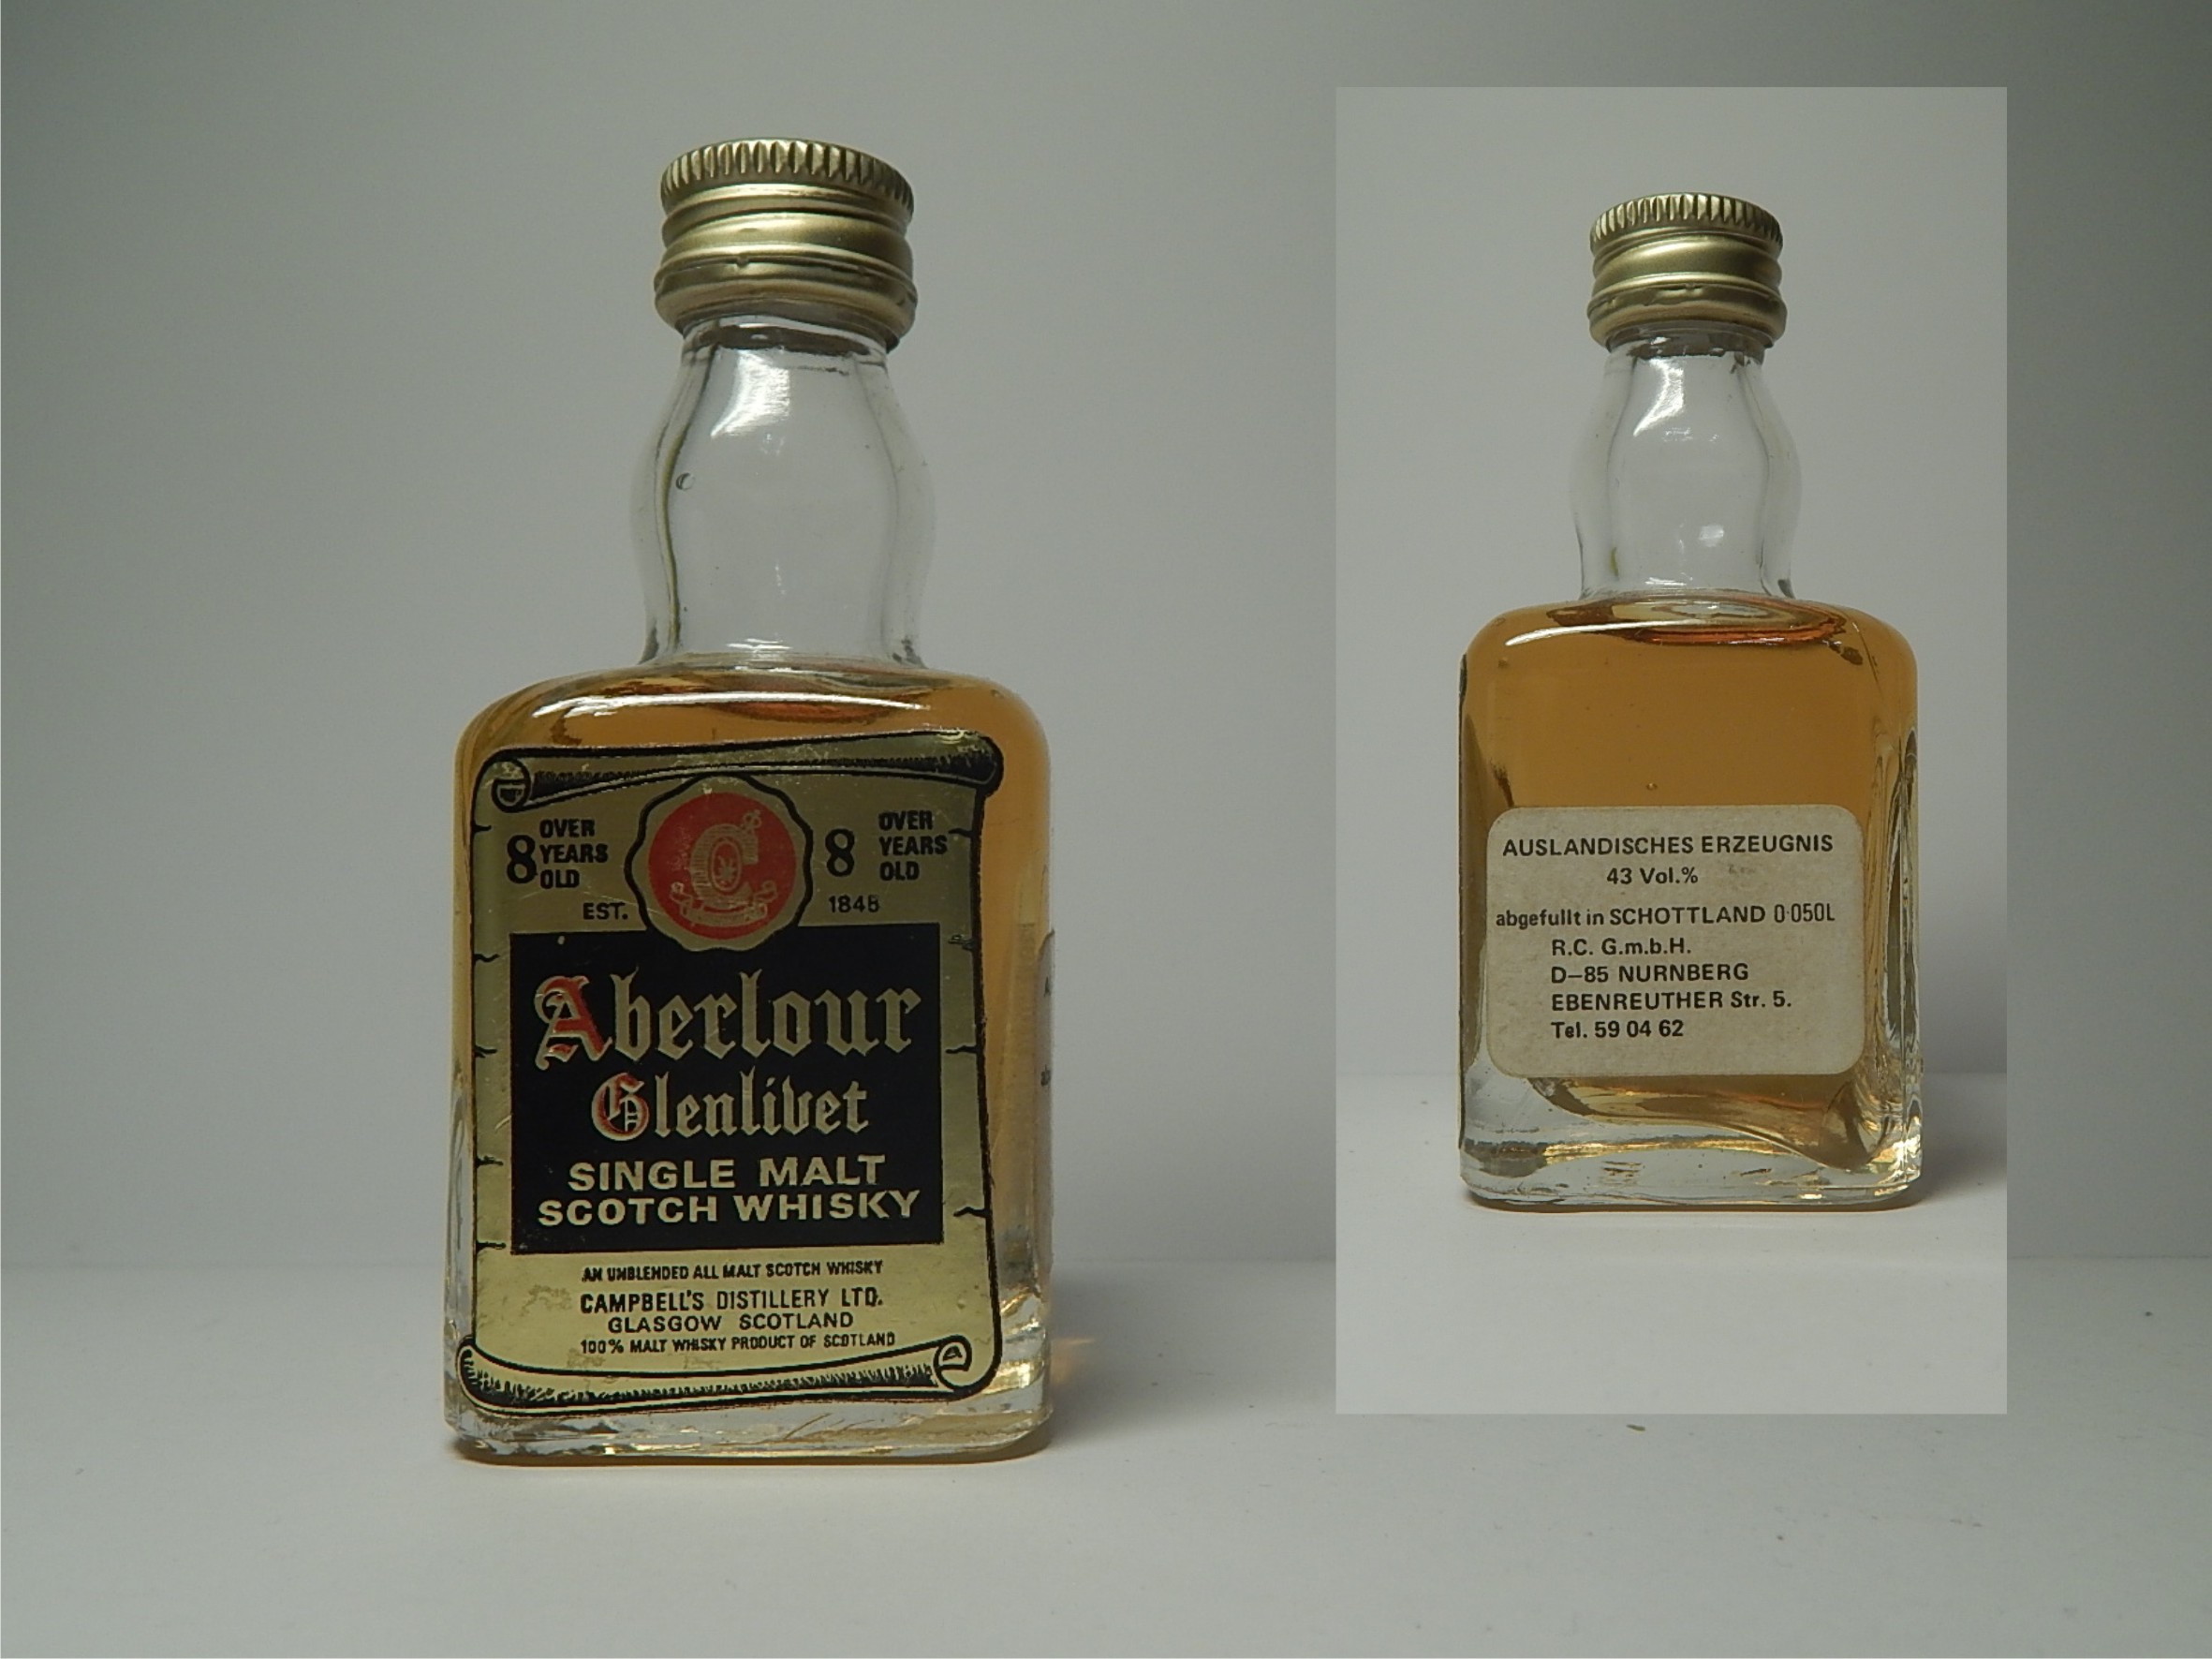 8 OVER YEARS OLD
8 OVER YEARS OLD
EST. 1848
Aberlour
Glenlivet
SINGLE MALT
SCOTCH WHISKY
AN UNBLENDED ALL MALT SCOTCH WHISKY
CAMPBELL'S DISTILLERY LTD.
GLASGOW SCOTLAND
100% MALT WHISKY PRODUCT OF SCOTLAND
AUSLANDISCHES ERZEUGNIS
43 Vol.%
abgefullt in SCHOTTLAND 0·050L
R.C. G.m.b.H.
D-85 NURNBERG
EBENREUTHER Str. 5.
Tel. 59 04 62